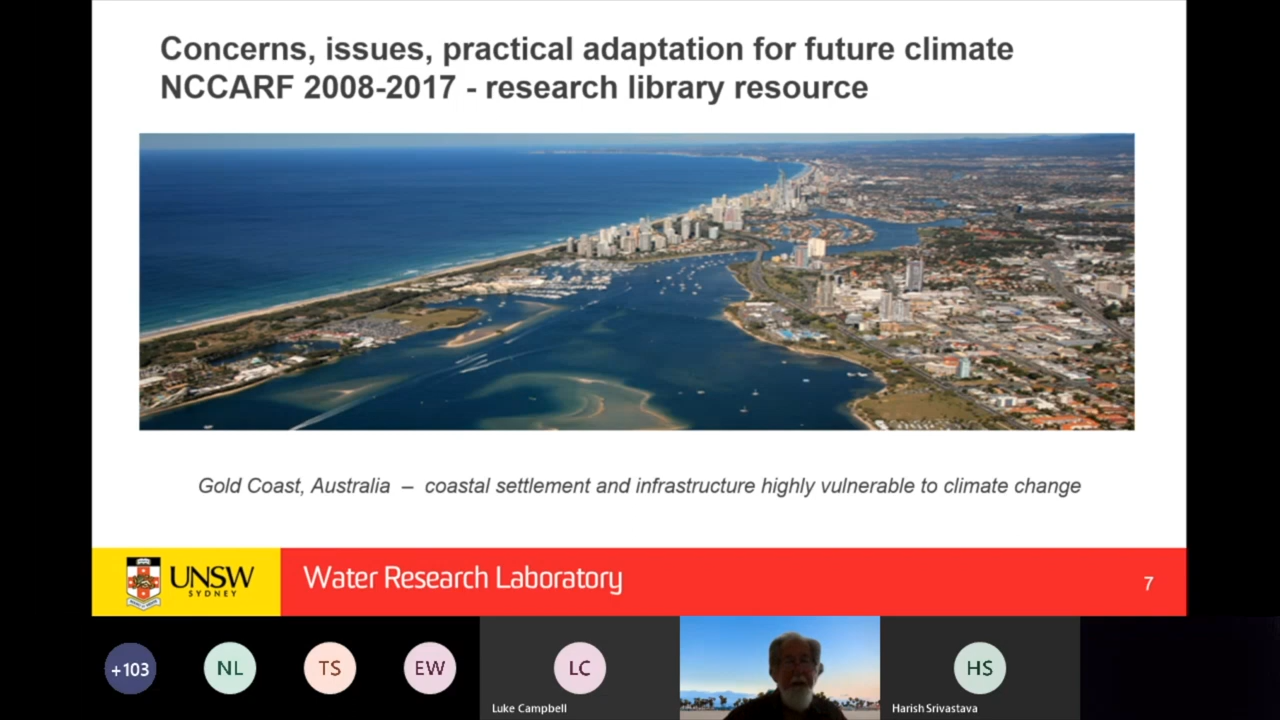 Concerns, issues, practical adaptation for future climate
NCCARF 2008-2017 - research library resource
Gold Coast, Australia – coastal settlement and infrastructure highly vulnerable to climate change
UNSW
SYDNEY
Water Research Laboratory
7
+103
NL
TS
EW
LC
HS
Luke Campbell
Harish Srivastava